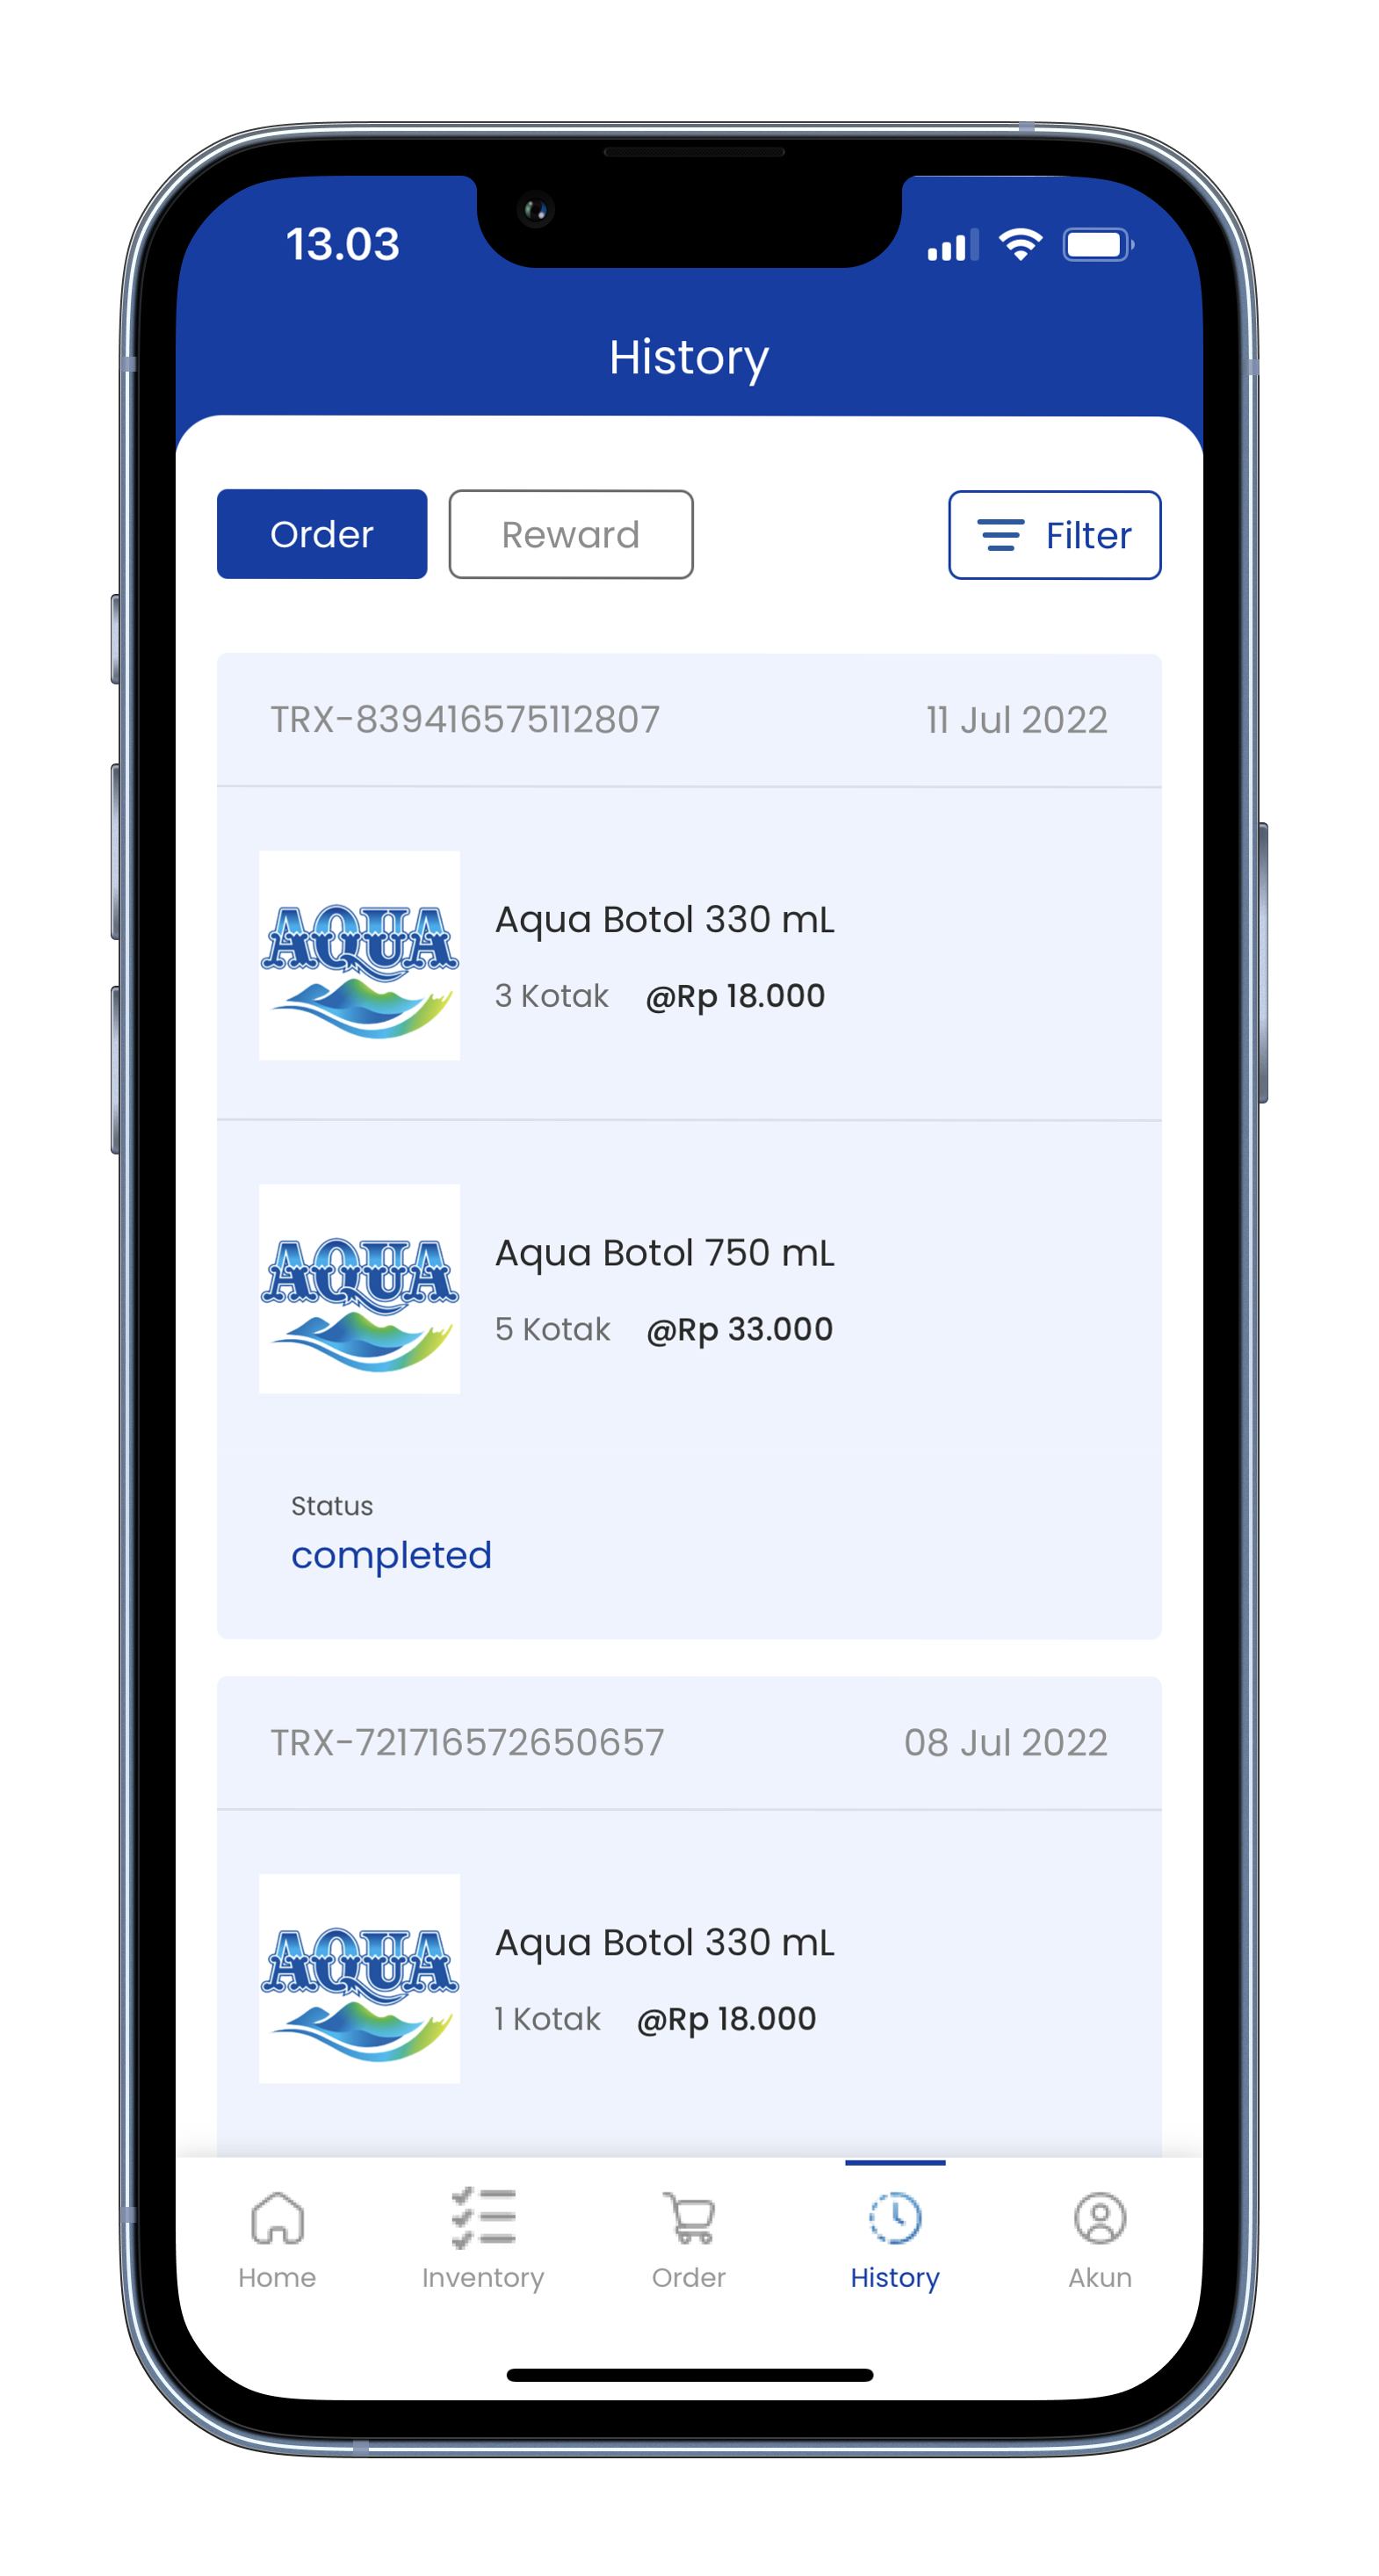 13.03
History
Order Reward Filter
TRX-839416575112807 11 Jul 2022
AQUA
Aqua Botol 330 mL
3 Kotak @Rp 18.000
AQUA
Aqua Botol 750 mL
5 Kotak @Rp 33.000
Status
completed
TRX-721716572650657 08 Jul 2022
AQUA
Aqua Botol 330 mL
1 Kotak @Rp 18.000
Home Inventory Order History Akun